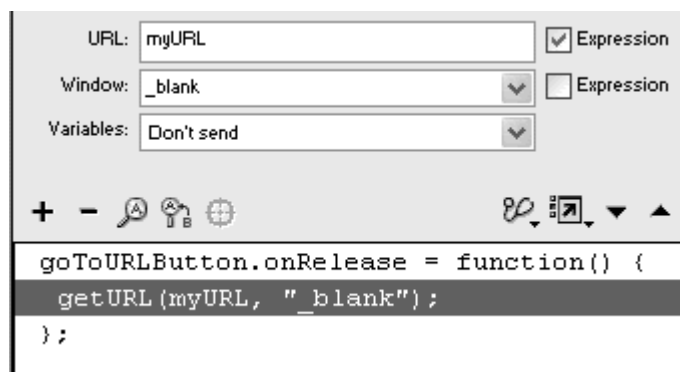 URL: myURL Expression
Window: _blank Expression
Variables: Don't send
goToURLButton.onRelease = function() {
getURL(myURL, "_blank");
};